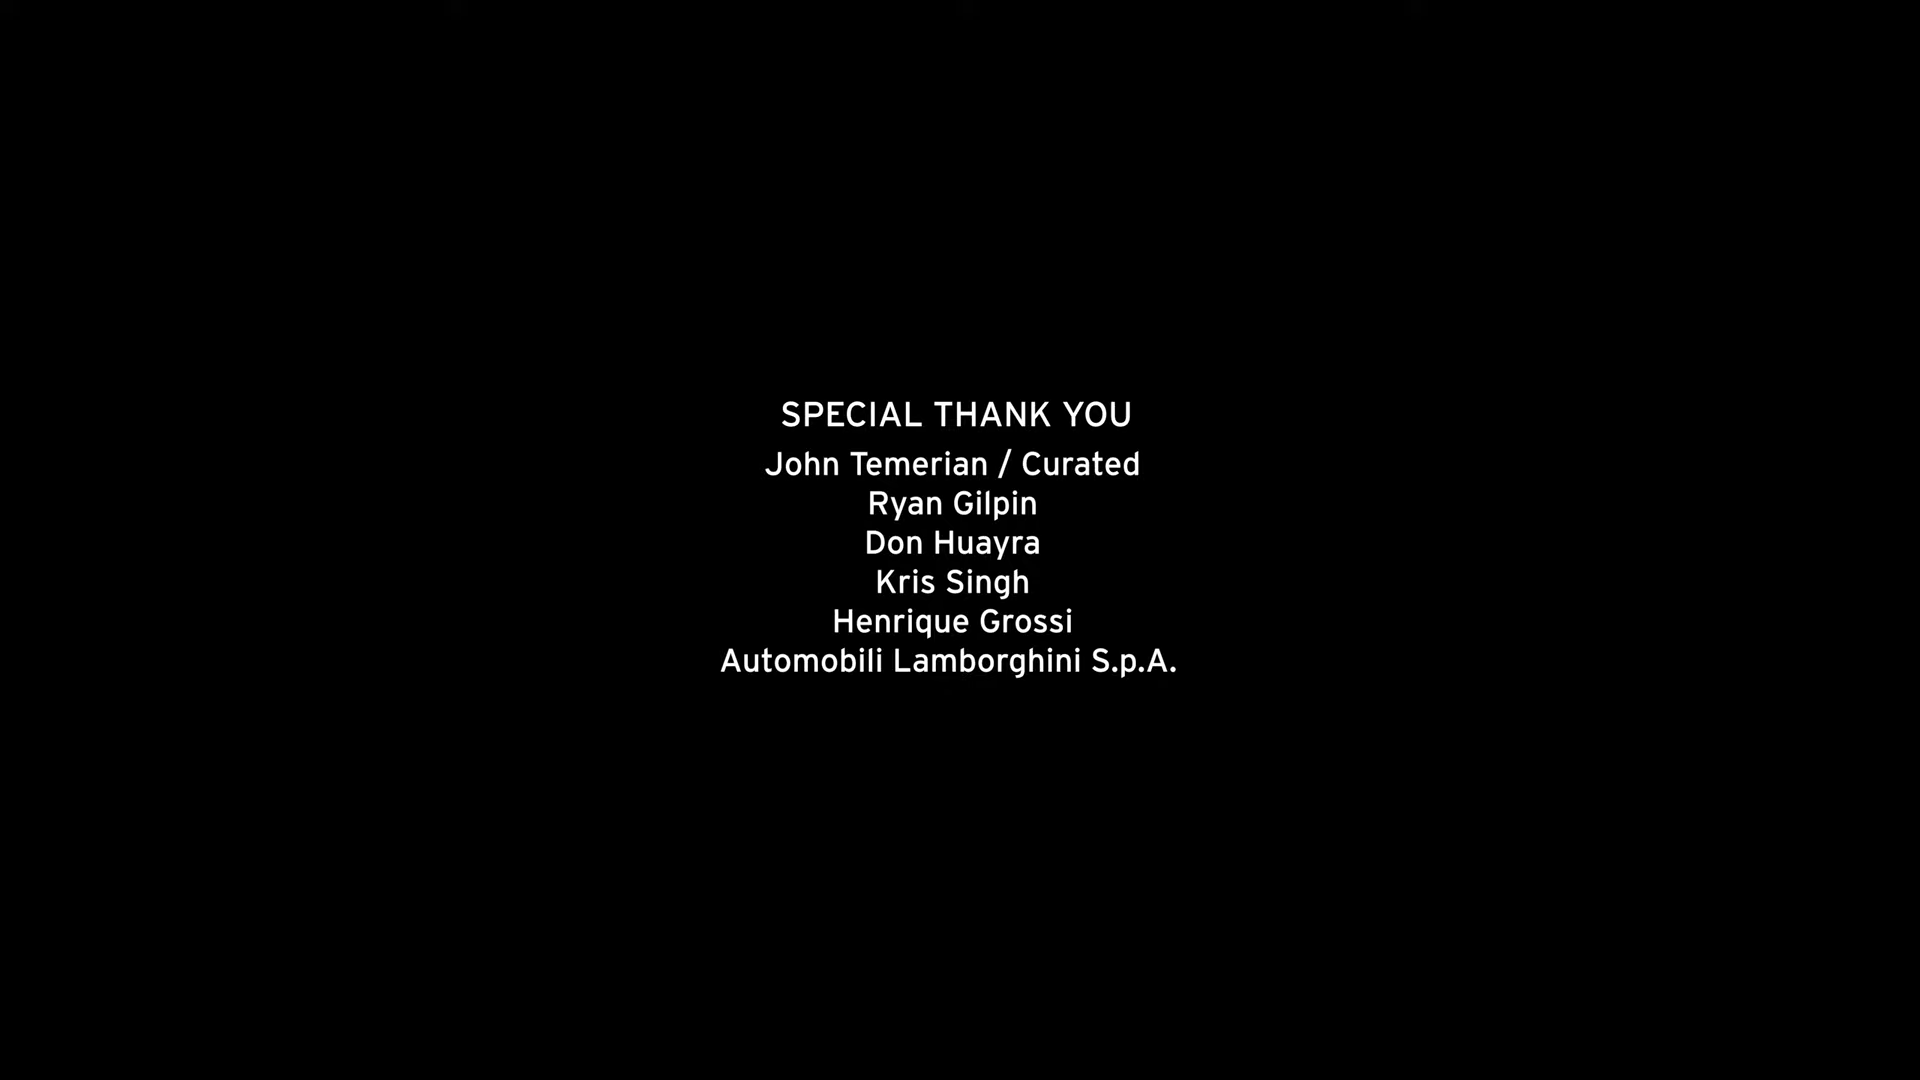 SPECIAL THANK YOU
John Temerian / Curated
Ryan Gilpin
Don Huayra
Kris Singh
Henrique Grossi
Automobili Lamborghini S.p.A.